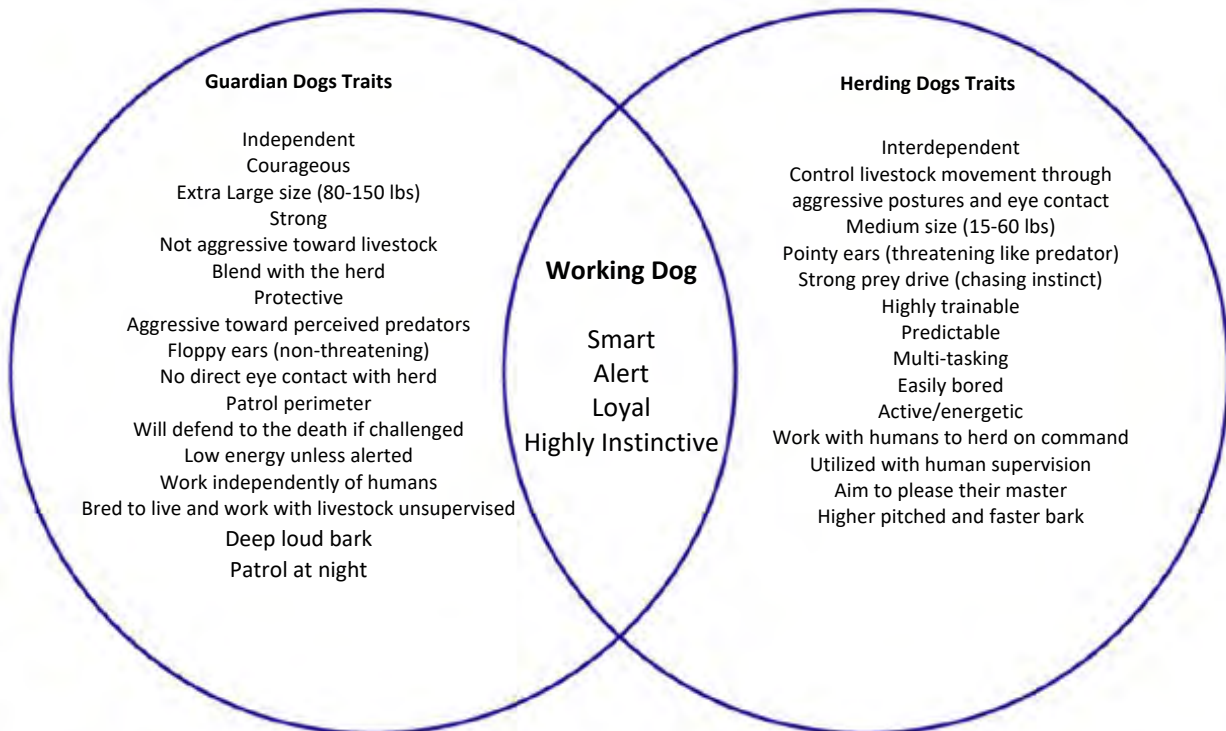 Guardian Dogs Traits
Independent
Courageous
Extra Large size (80-150 lbs)
Strong
Not aggressive toward livestock
Blend with the herd
Protective
Aggressive toward perceived predators
Floppy ears (non-threatening)
No direct eye contact with herd
Patrol perimeter
Will defend to the death if challenged
Low energy unless alerted
Work independently of humans
Bred to live and work with livestock unsupervised
Deep loud bark
Patrol at night
Working Dog
Smart
Alert
Loyal
Highly Instinctive
Herding Dogs Traits
Interdependent
Control livestock movement through
aggressive postures and eye contact
Medium size (15-60 lbs)
Pointy ears (threatening like predator)
Strong prey drive (chasing instinct)
Highly trainable
Predictable
Multi-tasking
Easily bored
Active/energetic
Work with humans to herd on command
Utilized with human supervision
Aim to please their master
Higher pitched and faster bark